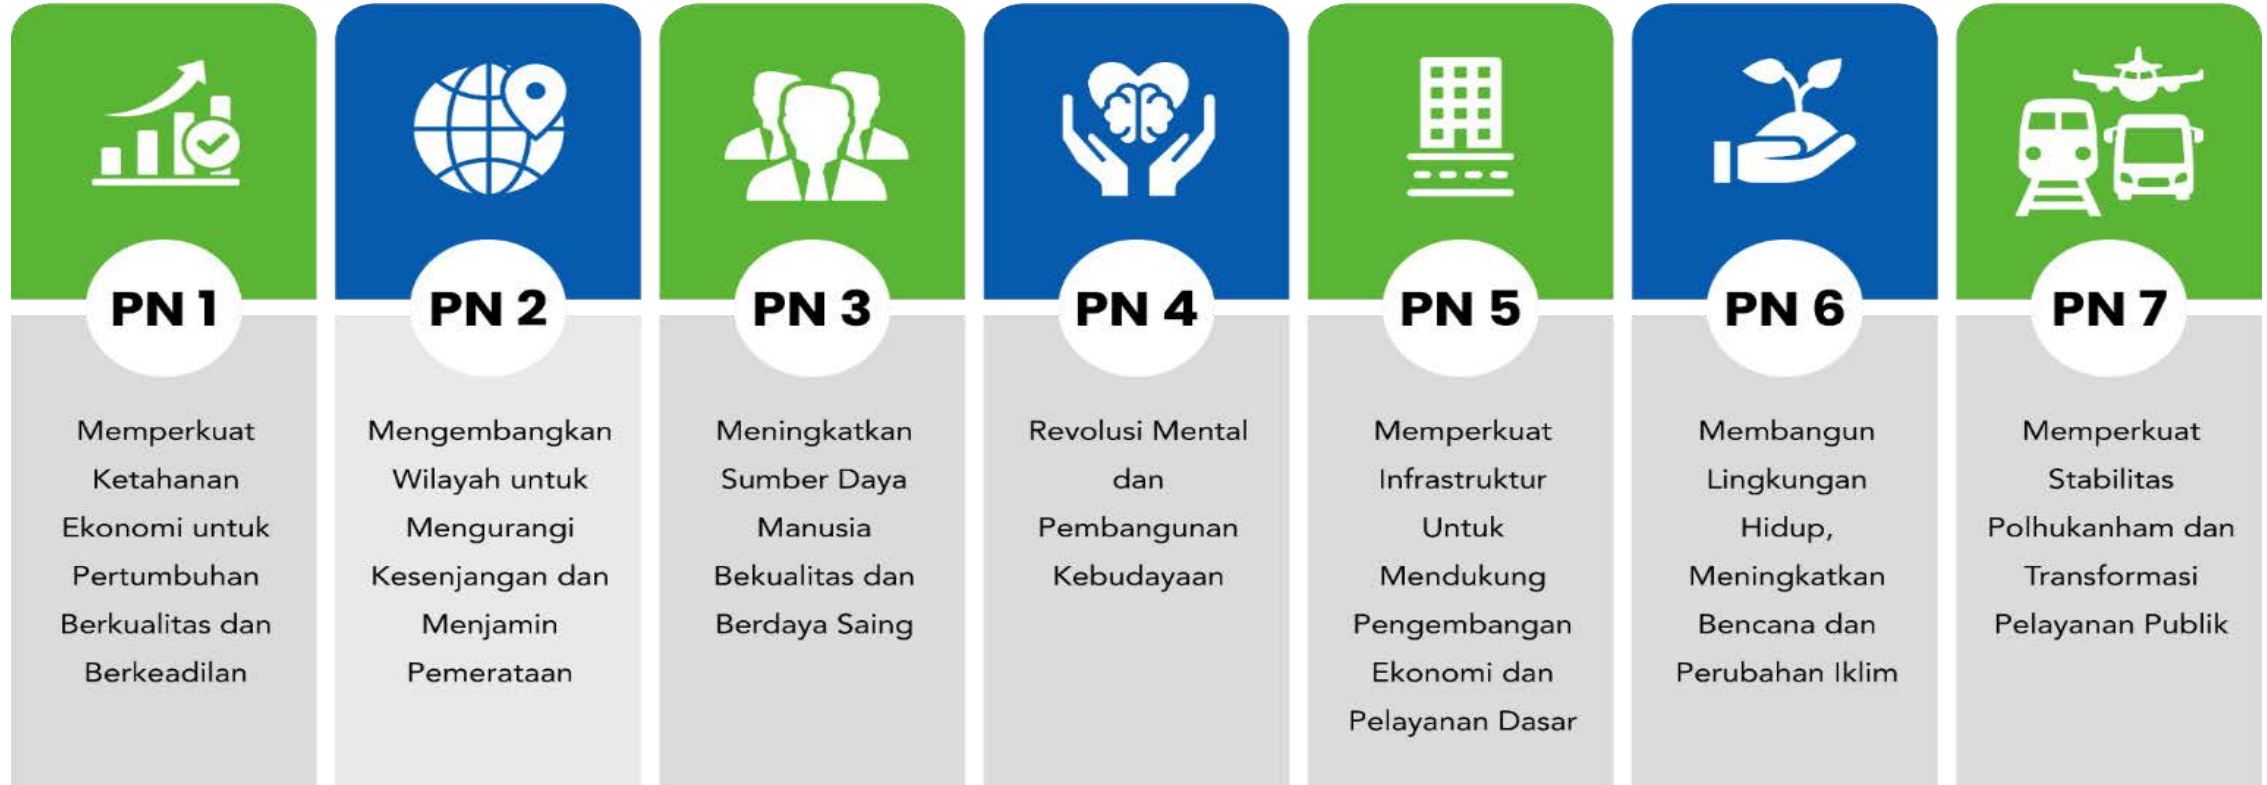 PN 1
Memperkuat
Ketahanan
Ekonomi untuk
Pertumbuhan
Berkualitas dan
Berkeadilan
PN 2
Mengembangkan
Wilayah untuk
Mengurangi
Kesenjangan dan
Menjamin
Pemerataan
PN 3
Meningkatkan
Sumber Daya
Manusia
Bekualitas dan
Berdaya Saing
PN 4
Revolusi Mental
dan
Pembangunan
Kebudayaan
PN 5
Memperkuat
Infrastruktur
Untuk
Mendukung
Pengembangan
Ekonomi dan
Pelayanan Dasar
PN 6
Membangun
Lingkungan
Hidup,
Meningkatkan
Bencana dan
Perubahan Iklim
PN 7
Memperkuat
Stabilitas
Polhukanham dan
Transformasi
Pelayanan Publik